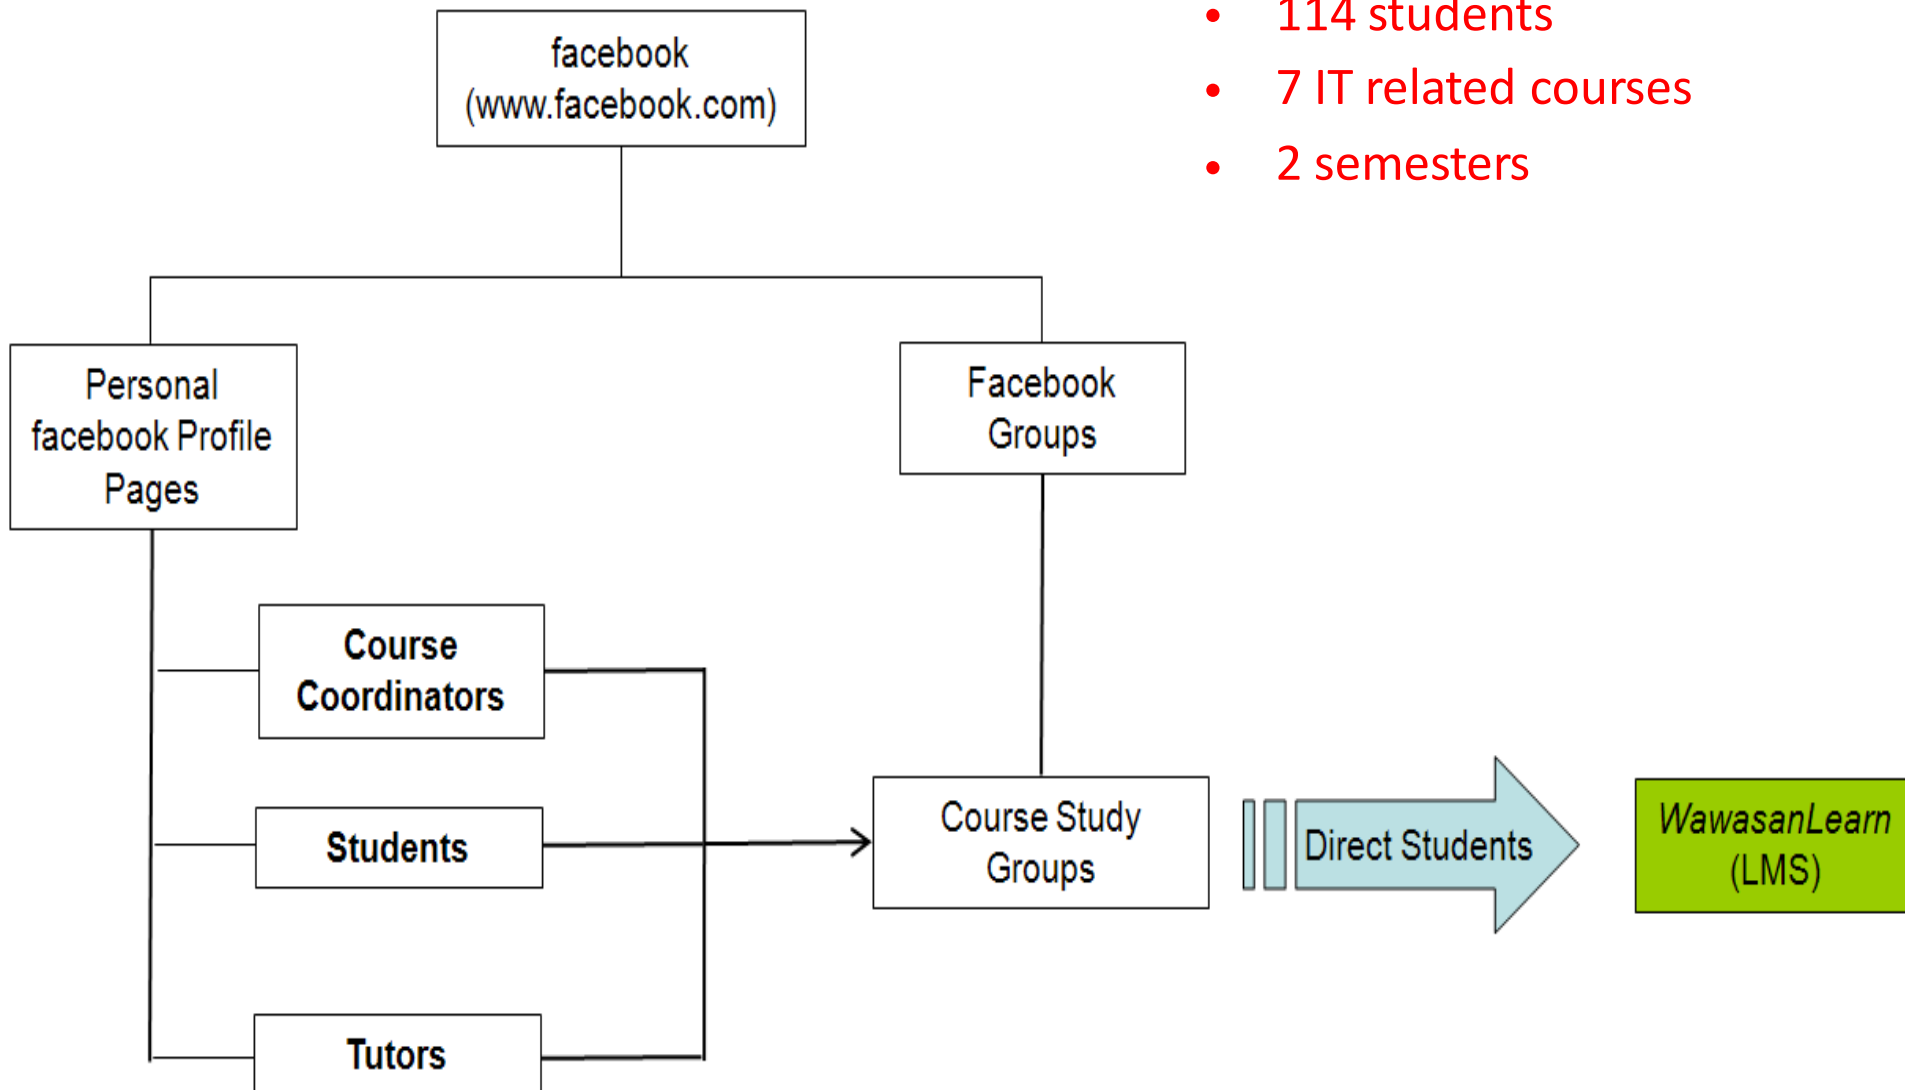 facebook
(www.facebook.com)
• 114 students
• 7 IT related courses
• 2 semesters
Personal
facebook Profile
Pages
Facebook
Groups
Course
Coordinators
Students
Tutors
Course Study
Groups
Direct Students
WawasanLearn
(LMS)